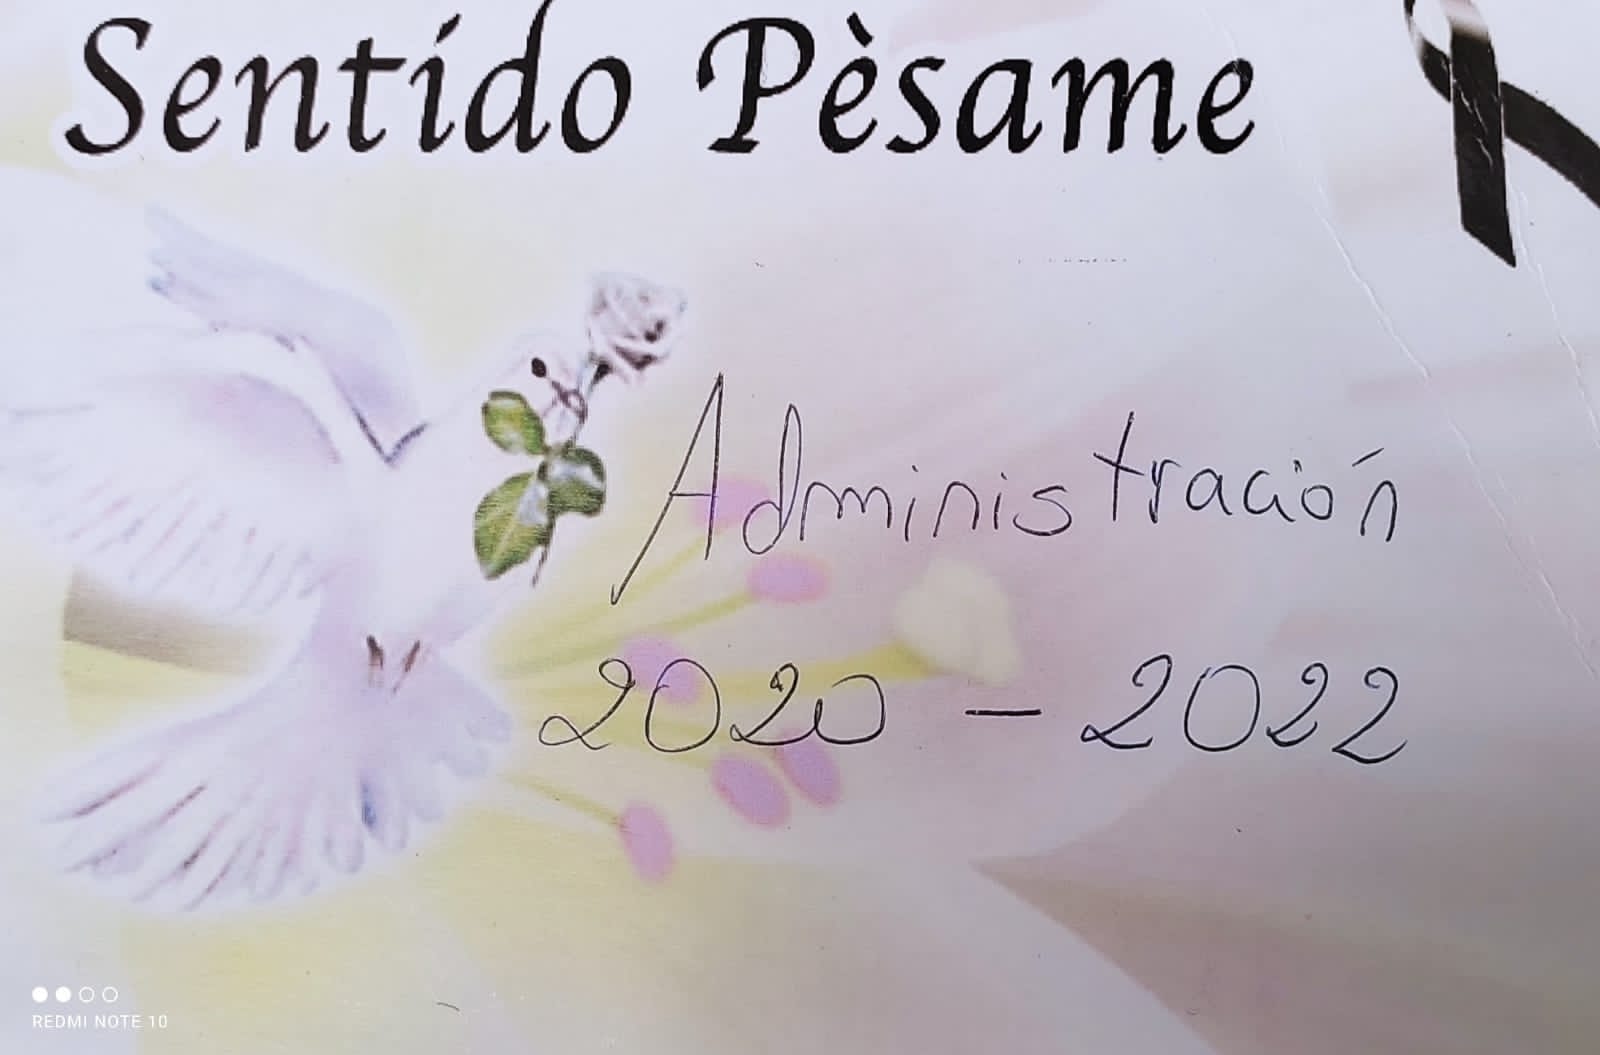 Sentido Pèsame
Administración
2020 - 2022
REDMI NOTE 10